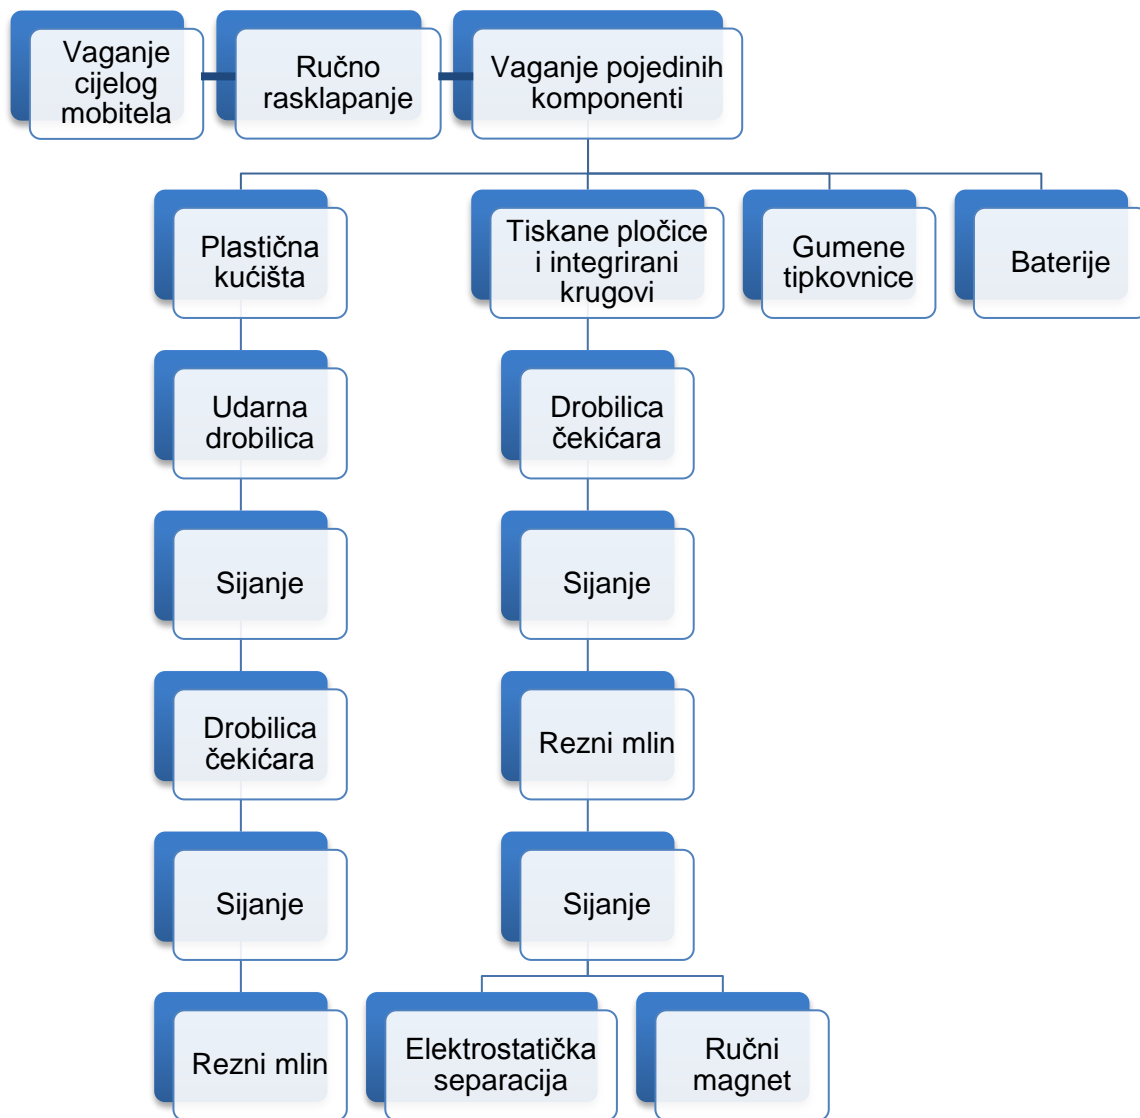 Vaganje
cijelog
mobitela
Ručno
rasklapanje
Vaganje pojedinih
komponenti
Plastična
kućišta
Tiskane pločice
i integrirani
krugovi
Gumene
tipkovnice
Baterije
Udarna
drobilica
Drobilica
čekićara
Sijanje
Sijanje
Drobilica
čekićara
Rezni mlin
Sijanje
Sijanje
Rezni mlin
Elektrostatička
separacija
Ručni
magnet